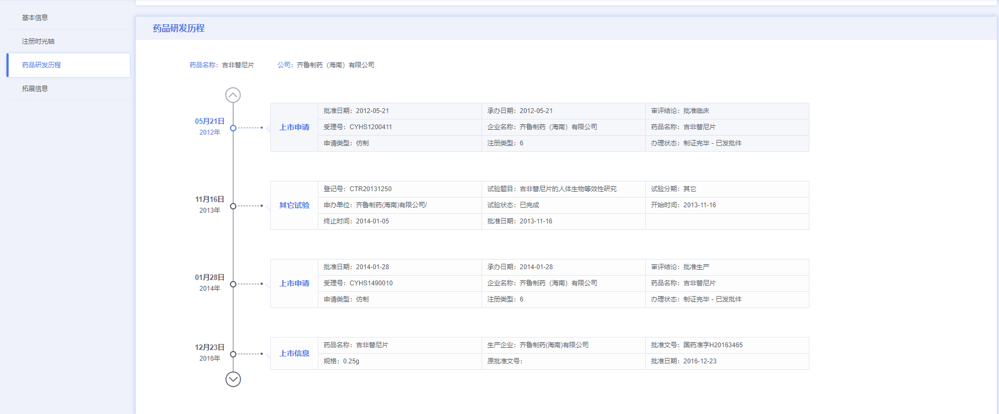 基本信息
注册时光轴
药品研发历程
拓展信息
药品研发历程
药品名称：吉非替尼片 公司：齐鲁制药（海南）有限公司
05月21日
2012年
上市申请
批准日期：2012-05-21 承办日期：2012-05-21 审评结论：批准临床
受理号：CYHS1200411 企业名称：齐鲁制药（海南）有限公司 药品名称：吉非替尼片
申请类型：仿制 注册类型：6 办理状态：制证完毕－已发批件
11月16日
2013年
其它试验
登记号：CTR20131250 试验题目：吉非替尼片的人体生物等效性研究 试验分期：其它
申办单位：齐鲁制药(海南)有限公司/ 试验状态：已完成 开始时间：2013-11-16
终止时间：2014-01-05 批准日期：2013-11-16
01月28日
2014年
上市申请
批准日期：2014-01-28 承办日期：2014-01-28 审评结论：批准生产
受理号：CYHS1490010 企业名称：齐鲁制药（海南）有限公司 药品名称：吉非替尼片
申请类型：仿制 注册类型：6 办理状态：制证完毕－已发批件
12月23日
2016年
上市信息
药品名称：吉非替尼片 生产企业：齐鲁制药(海南)有限公司 批准文号：国药准字H20163465
规格：0.25g 原批准文号： 批准日期：2016-12-23